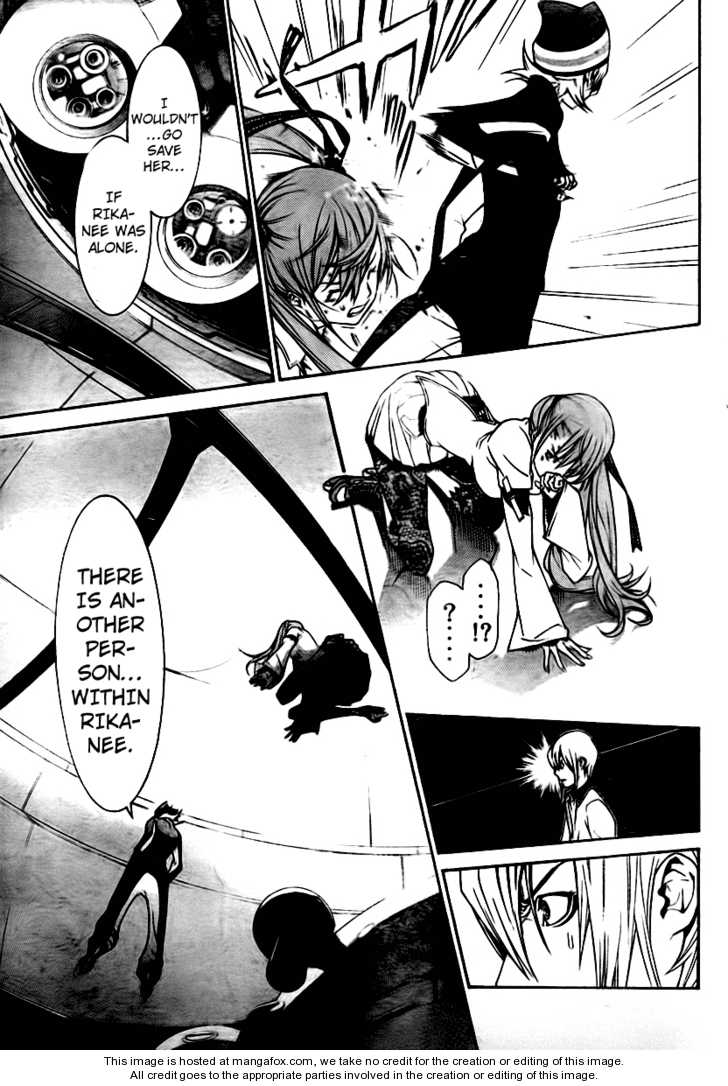 I
WOULDN'T
...GO
SAVE
HER...
IF
RIKA-
NEE WAS
ALONE.
....!?
?.....
THERE
IS AN-
OTHER
PER-
SON...
WITHIN
RIKA-
NEE.
This image is hosted at mangafox.com, we take no credit for the creation or editing of this image.
All credit goes to the appropriate parties involved in the creation or editing of this image.